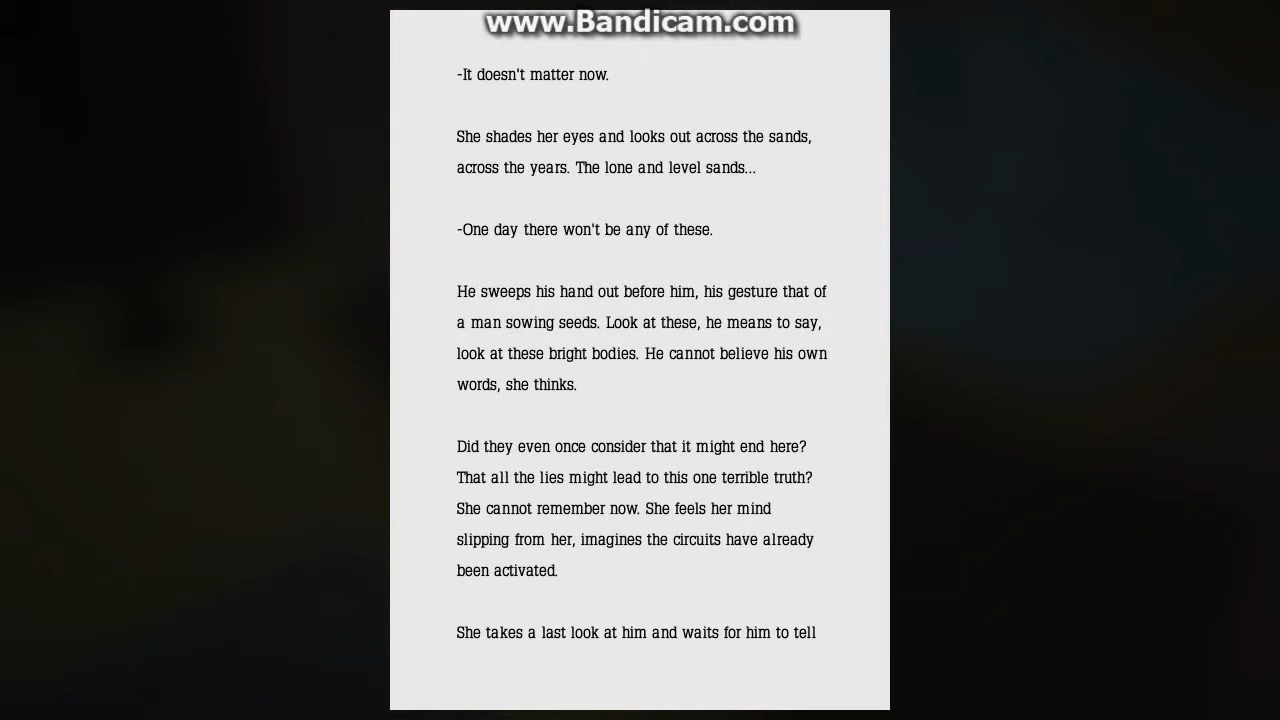 www.Bandicam.com
-It doesn't matter now.
She shades her eyes and looks out across the sands,
across the years. The lone and level sands...
-One day there won't be any of these.
He sweeps his hand out before him, his gesture that of
a man sowing seeds. Look at these, he means to say,
look at these bright bodies. He cannot believe his own
words, she thinks.
Did they even once consider that it might end here?
That all the lies might lead to this one terrible truth?
She cannot remember now. She feels her mind
slipping from her, imagines the circuits have already
been activated.
She takes a last look at him and waits for him to tell